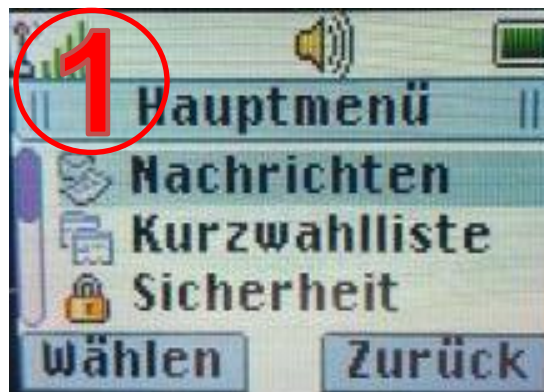 1
Hauptmenü
Nachrichten
Kurzwahlliste
Sicherheit
Wählen Zurück